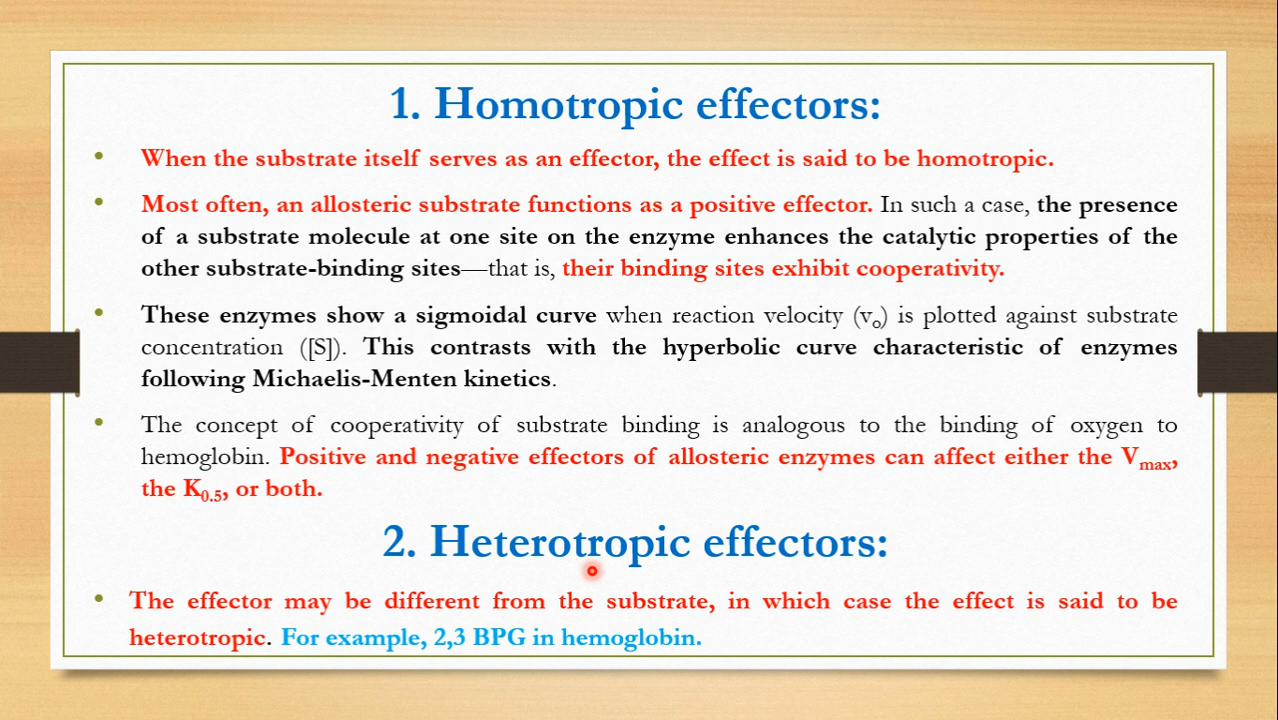 1. Homotropic effectors:
• When the substrate itself serves as an effector, the effect is said to be homotropic.
• Most often, an allosteric substrate functions as a positive effector. In such a case, the presence
of a substrate molecule at one site on the enzyme enhances the catalytic properties of the
other substrate-binding sites—that is, their binding sites exhibit cooperativity.
• These enzymes show a sigmoidal curve when reaction velocity (vo) is plotted against substrate
concentration ([S]). This contrasts with the hyperbolic curve characteristic of enzymes
following Michaelis-Menten kinetics.
• The concept of cooperativity of substrate binding is analogous to the binding of oxygen to
hemoglobin. Positive and negative effectors of allosteric enzymes can affect either the Vmax,
the K0.5, or both.
2. Heterotropic effectors:
• The effector may be different from the substrate, in which case the effect is said to be
heterotropic. For example, 2,3 BPG in hemoglobin.